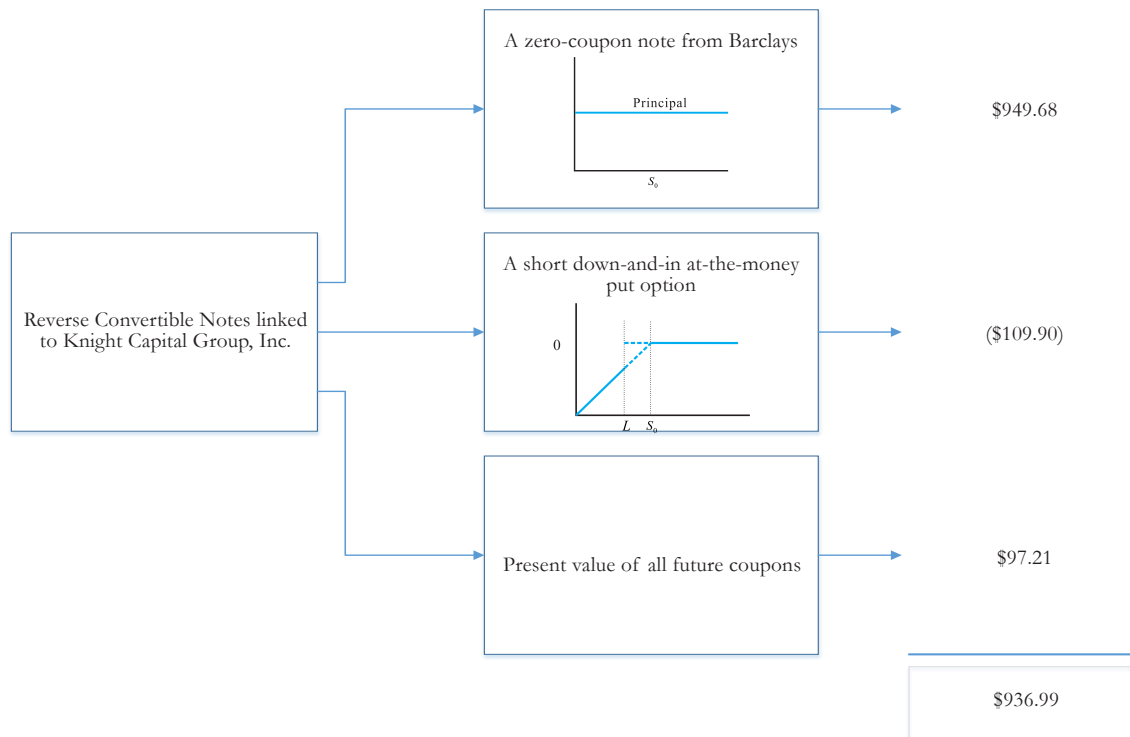 A zero-coupon note from Barclays
Principal
S₀
$949.68
Reverse Convertible Notes linked
to Knight Capital Group, Inc.
A short down-and-in at-the-money
put option
0
L S₀
($109.90)
Present value of all future coupons
$97.21
$936.99